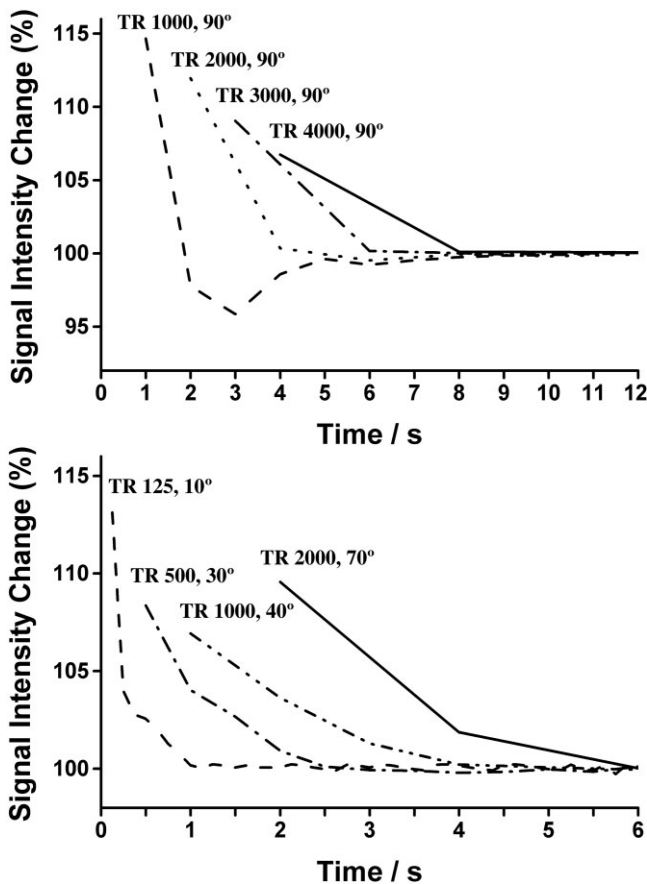 Signal Intensity Change (%)
115
110
105
100
95
TR 1000, 90º
TR 2000, 90º
TR 3000, 90º
TR 4000, 90º
0 1 2 3 4 5 6 7 8 9 10 11 12
Time / s
Signal Intensity Change (%)
115
110
105
100
TR 125, 10º
TR 500, 30º
TR 2000, 70º
TR 1000, 40º
0 1 2 3 4 5 6
Time / s